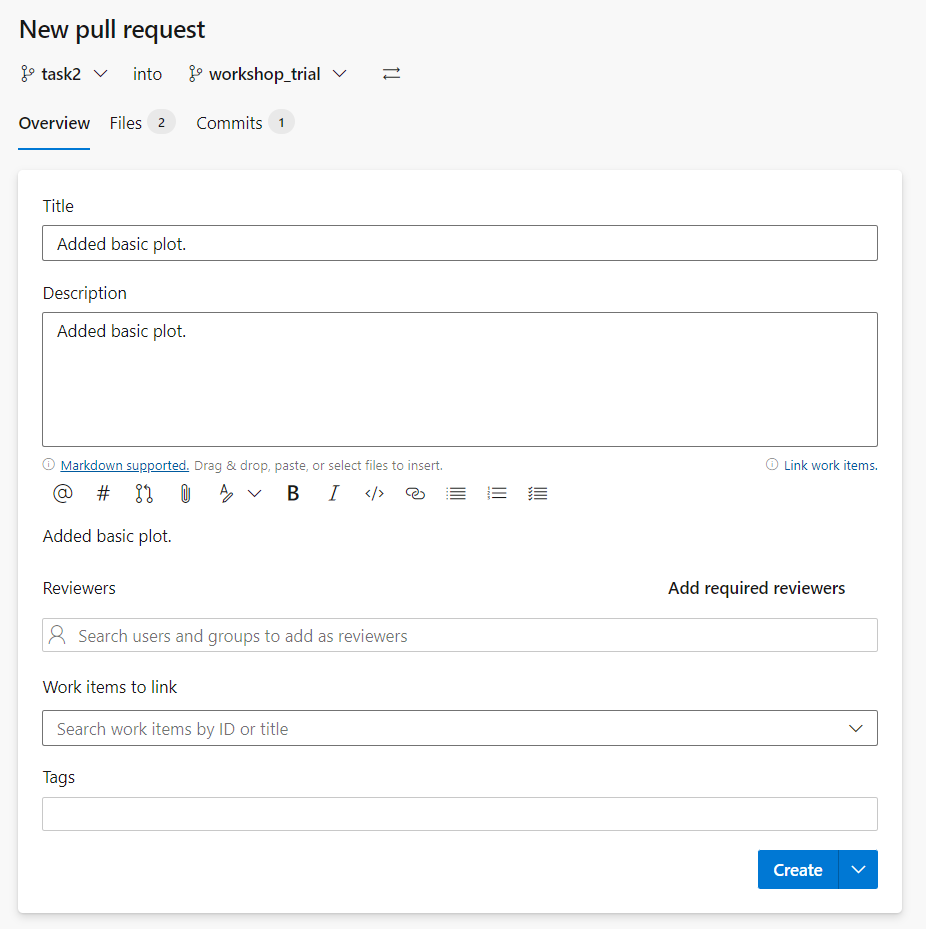 New pull request
task2 into workshop_trial
Overview Files 2 Commits 1
Title
Added basic plot.
Description
Added basic plot.
Markdown supported. Drag & drop, paste, or select files to insert. Link work items.
Added basic plot.
Reviewers Add required reviewers
Search users and groups to add as reviewers
Work items to link
Search work items by ID or title
Tags
Create